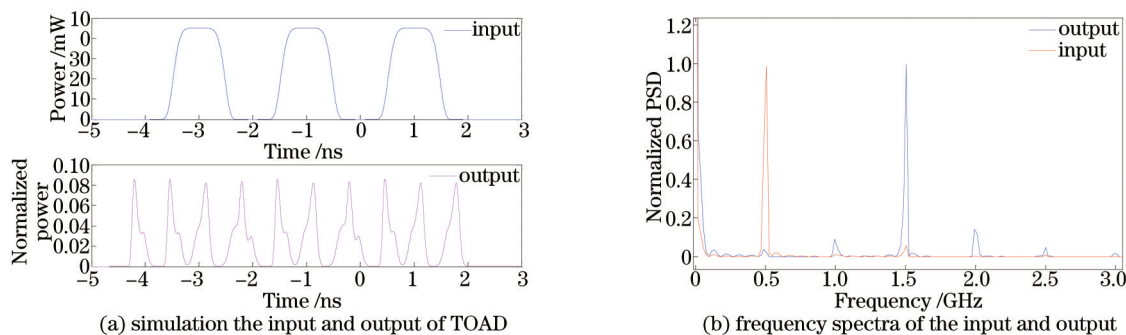 10
0
30
20
10
0
Power /mW
input
−5 −4 −3 −2 −1 0 1 2 3
Time /ns
0.10
0.08
0.06
0.04
0.02
0
Normalized
power
output
−5 −4 −3 −2 −1 0 1 2 3
Time /ns
(a) simulation the input and output of TOAD
1.2
1.0
0.8
0.6
0.4
0.2
0
Normalized PSD
output
input
0 0.5 1.0 1.5 2.0 2.5 3.0
Frequency /GHz
(b) frequency spectra of the input and output